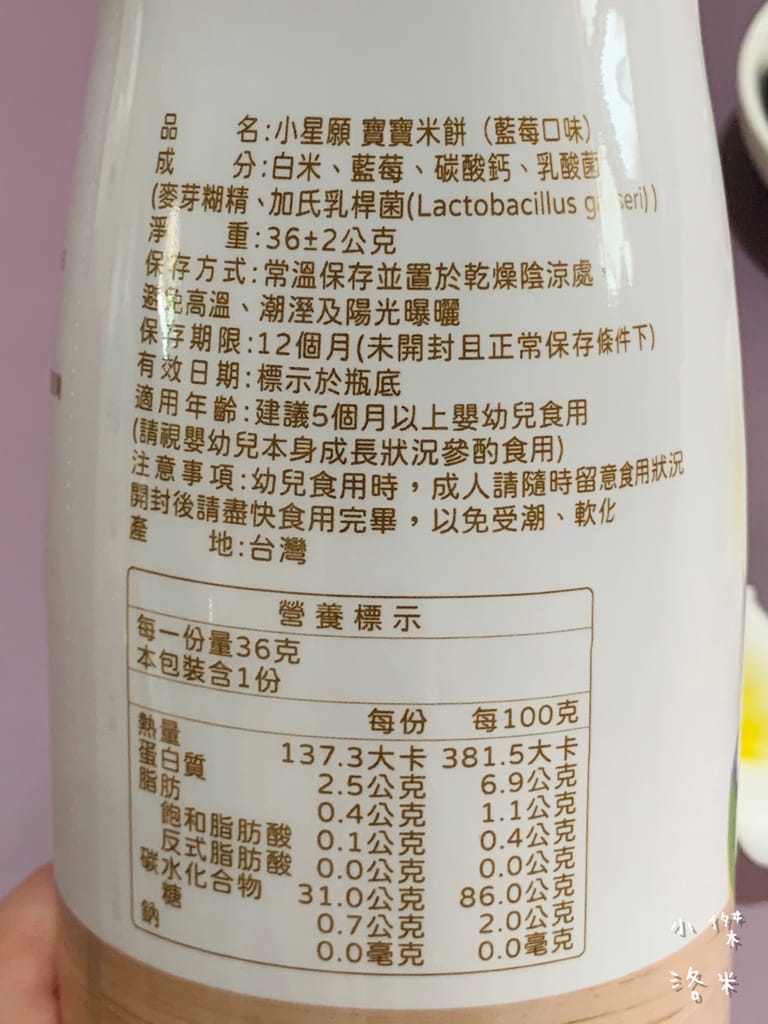 品　　名:小星願 寶寶米餅（藍莓口味）
成　　分:白米、藍莓、碳酸鈣、乳酸菌
(麥芽糊精、加氏乳桿菌(Lactobacillus
淨　　重:36±2公克
保存方式:常溫保存並置於乾燥陰涼處，
避免高溫、潮溼及陽光曝曬
保存期限:12個月(未開封且正常保存條件下)
有效日期:標示於瓶底
適用年齡:建議5個月以上嬰幼兒食用
(請視嬰幼兒本身成長狀況參酌食用)
注意事項:幼兒食用時，成人請隨時留意食用狀況
開封後請盡快食用完畢，以免受潮、軟化
產　　地:台灣
營養標示
每一份量36克
本包裝含1份
每份 每100克
熱量 137.3大卡 381.5大卡
蛋白質 2.5公克 6.9公克
脂肪 0.4公克 1.1公克
飽和脂肪酸 0.1公克 0.4公克
反式脂肪酸 0.0公克 0.0公克
碳水化合物 31.0公克 86.0公克
糖 0.7公克 2.0公克
鈉 0.0毫克 0.0毫克
小傑
洛米